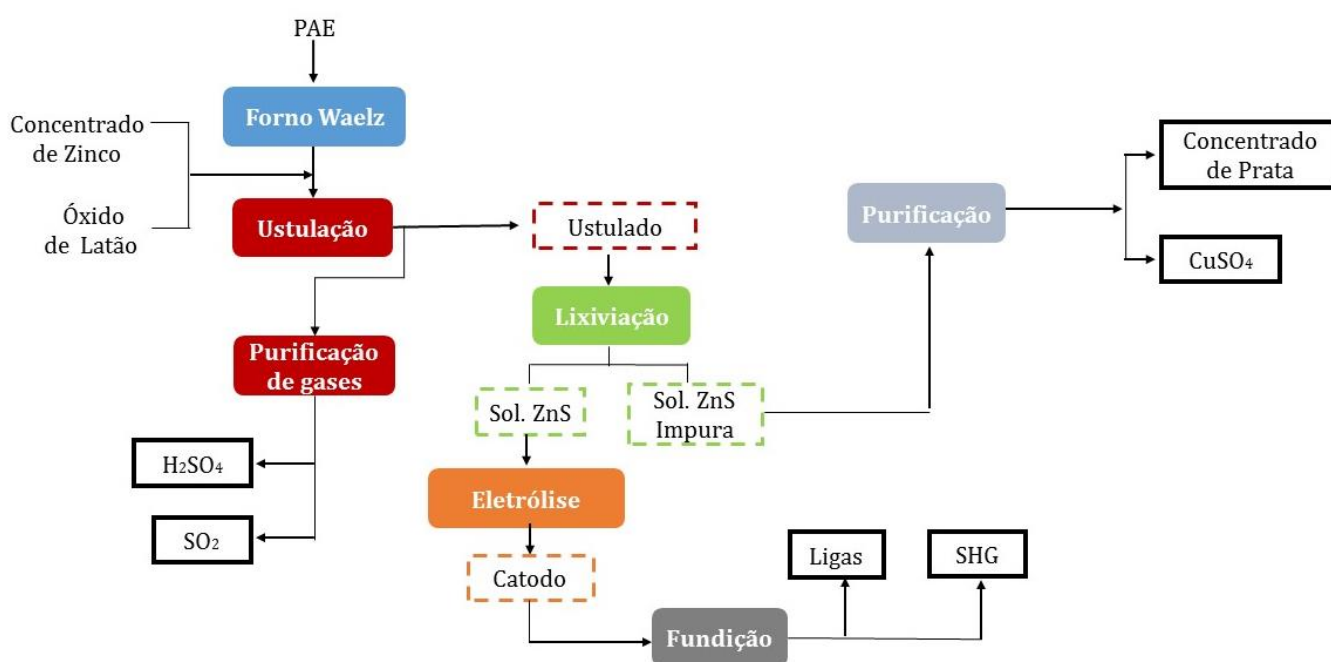 PAE
Forno Waelz
Concentrado
de Zinco
Óxido
de Latão
Ustulação
Ustulado
Purificação
Concentrado
de Prata
CuSO₄
Lixiviação
Purificação
de gases
Sol. ZnS
Sol. ZnS
Impura
H₂SO₄
SO₂
Eletrólise
Catodo
Ligas
SHG
Fundição